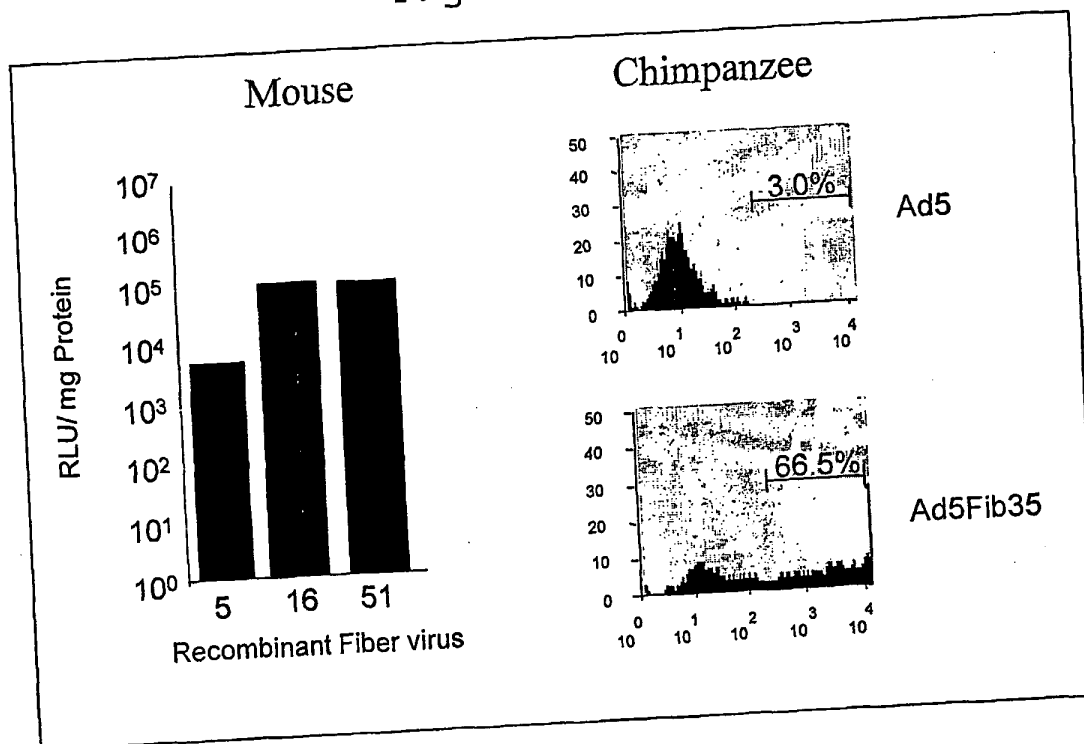 Mouse
10⁷
10⁶
10⁵
10⁴
10³
10²
10¹
10⁰
RLU/mg Protein
5 16 51
Recombinant Fiber virus
Chimpanzee
50
40
30
20
10
0
3.0%
10⁰ 10¹ 10² 10³ 10⁴
Ad5
50
40
30
20
10
0
66.5%
10⁰ 10¹ 10² 10³ 10⁴
Ad5Fib35